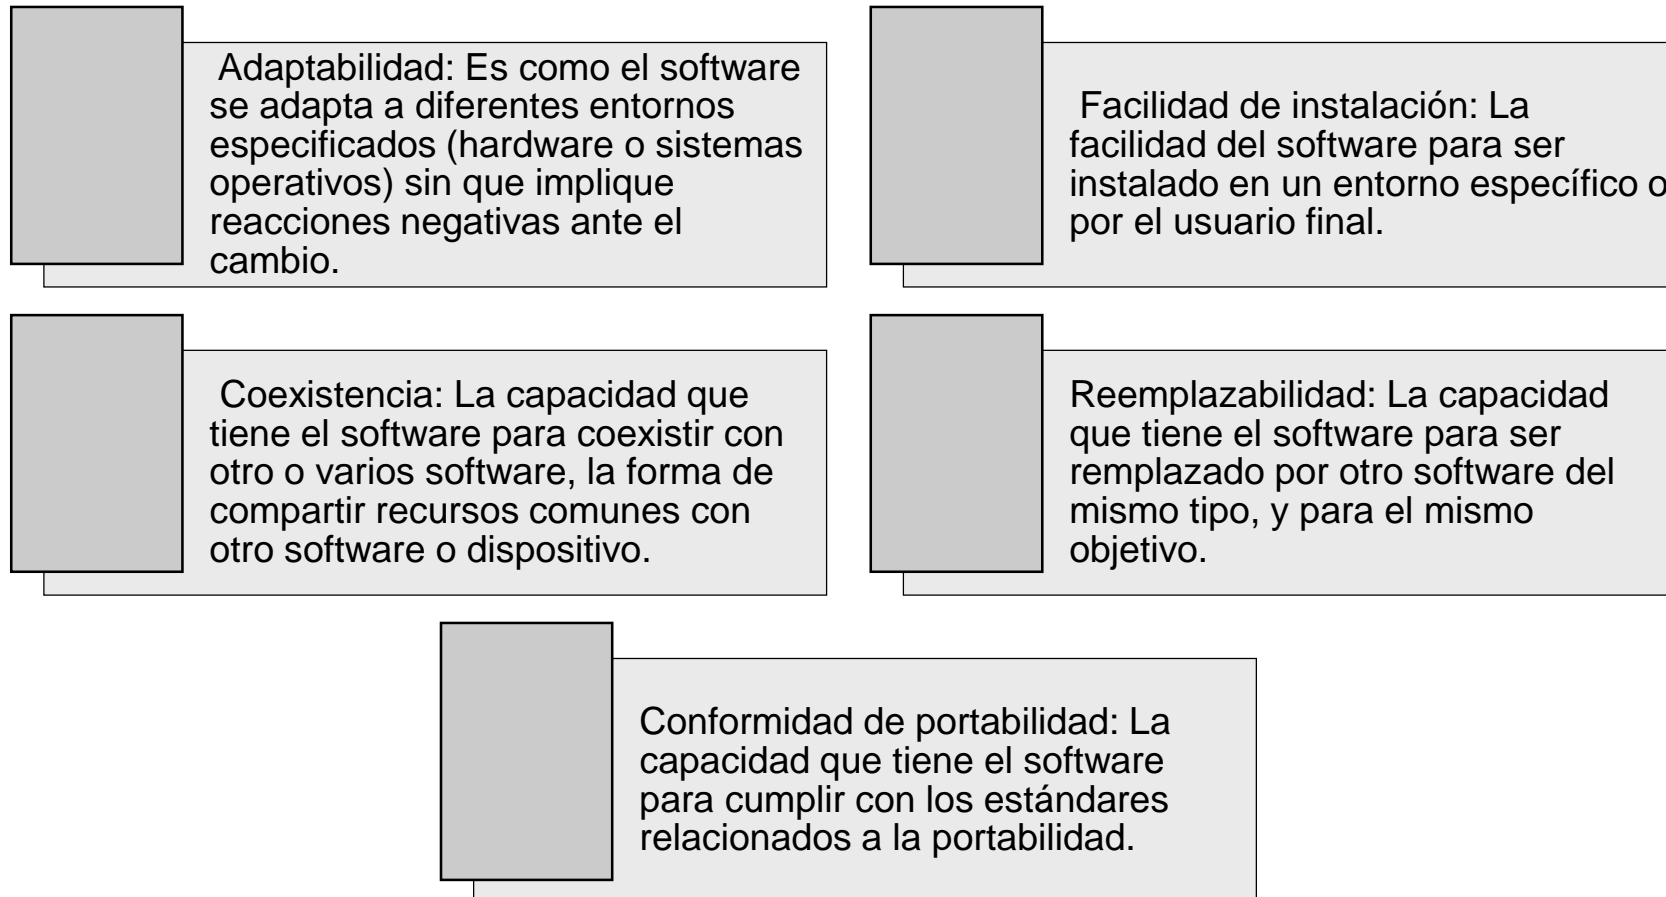 Adaptabilidad: Es como el software
se adapta a diferentes entornos
especificados (hardware o sistemas
operativos) sin que implique
reacciones negativas ante el
cambio.
Facilidad de instalación: La
facilidad del software para ser
instalado en un entorno específico o
por el usuario final.
Coexistencia: La capacidad que
tiene el software para coexistir con
otro o varios software, la forma de
compartir recursos comunes con
otro software o dispositivo.
Reemplazabilidad: La capacidad
que tiene el software para ser
remplazado por otro software del
mismo tipo, y para el mismo
objetivo.
Conformidad de portabilidad: La
capacidad que tiene el software
para cumplir con los estándares
relacionados a la portabilidad.